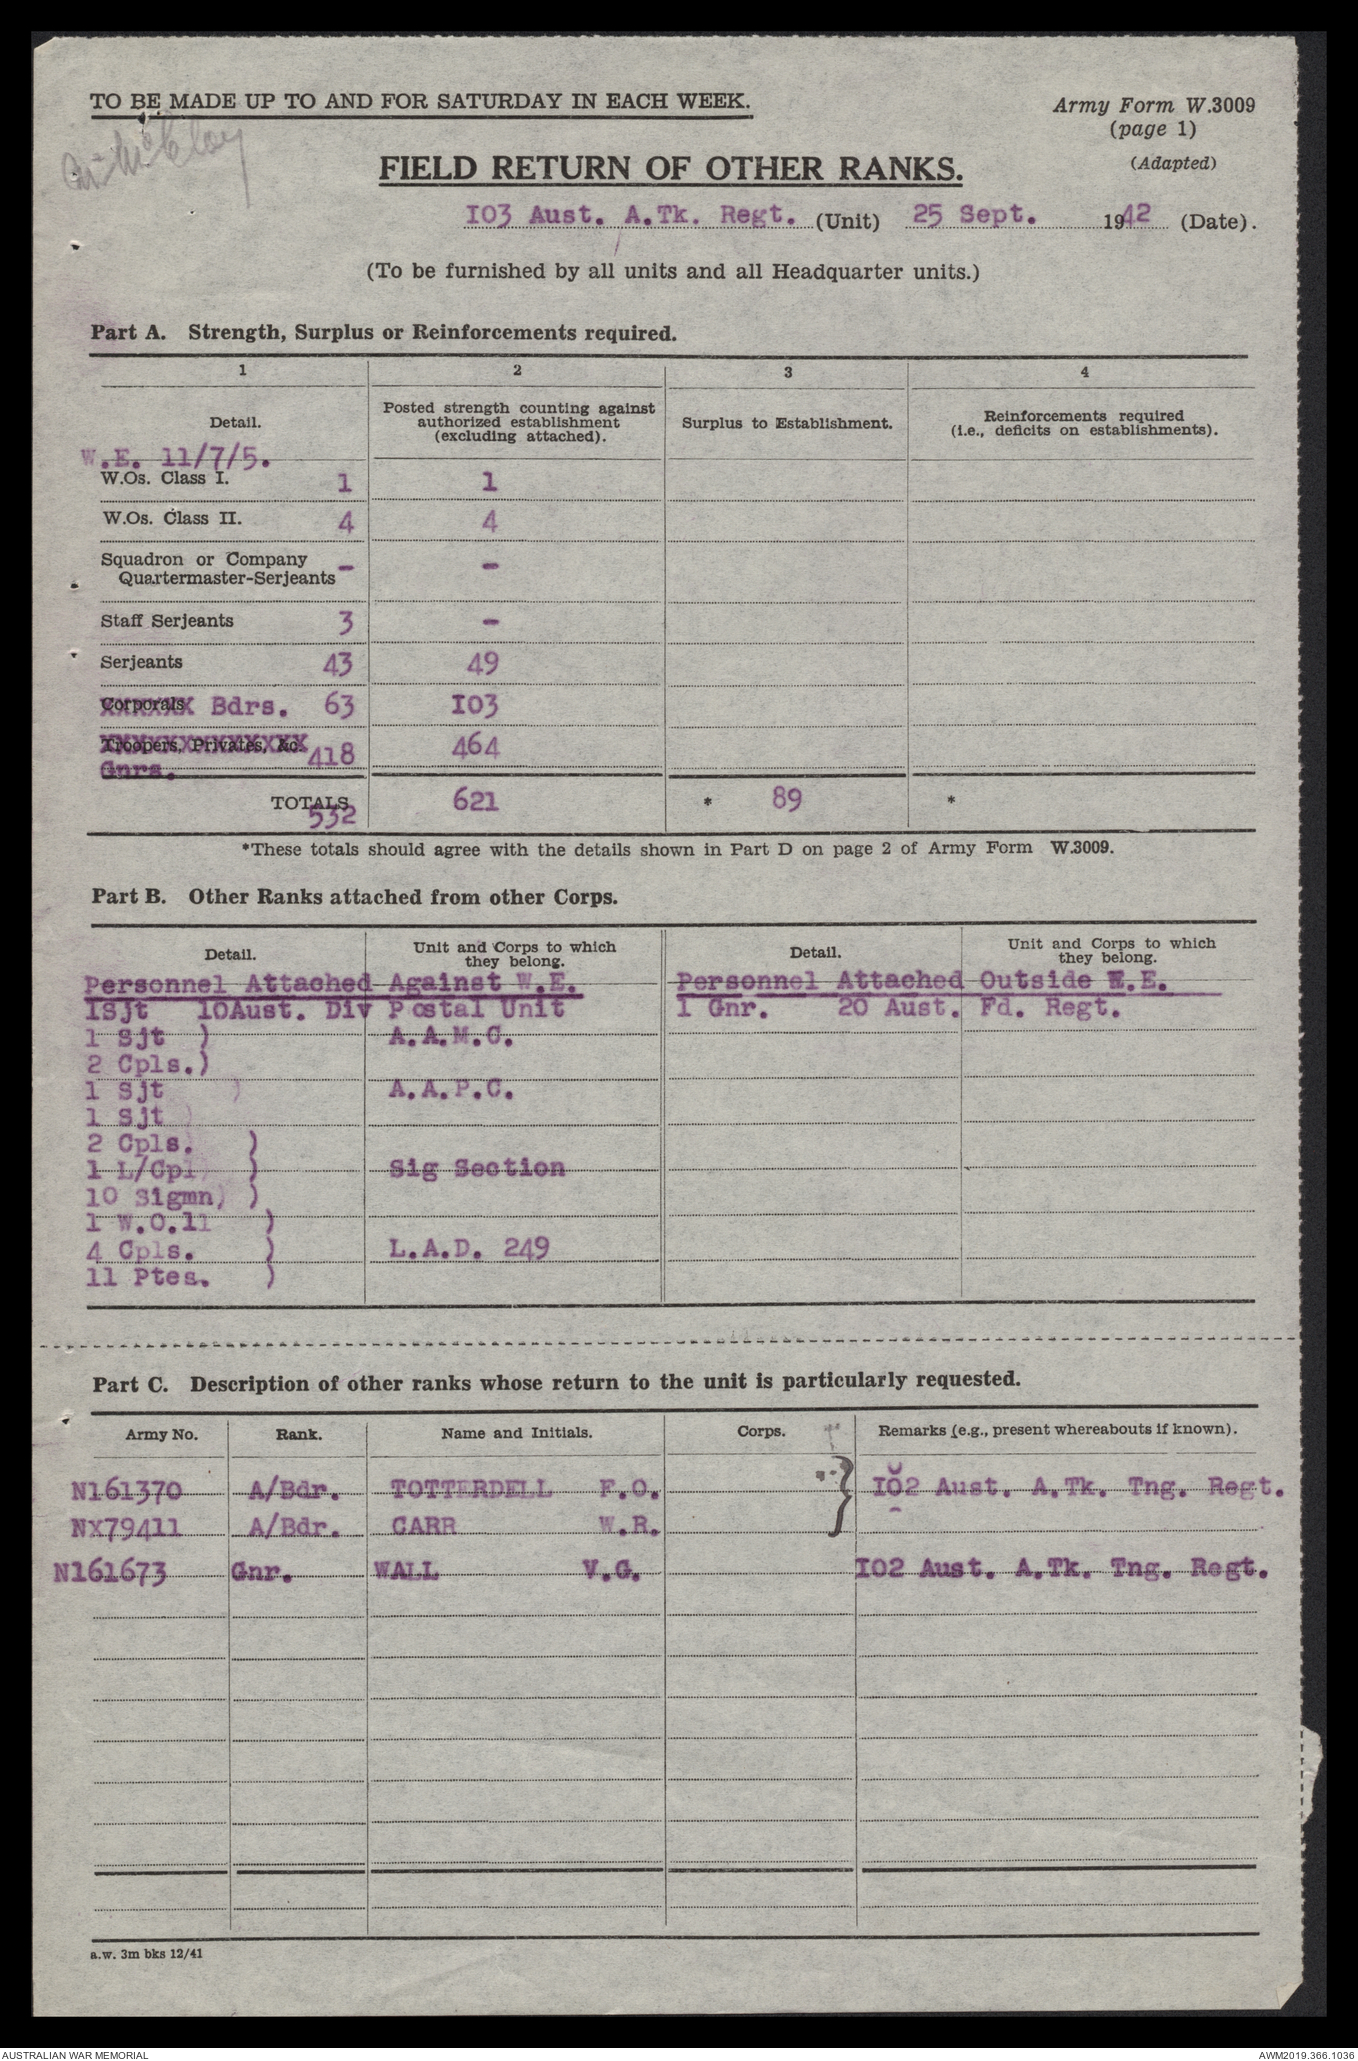 TO BE MADE UP TO AND FOR SATURDAY IN EACH WEEK.
Army Form W.3009
(page 1)
(Adapted)
FIELD RETURN OF OTHER RANKS.
I03 Aust. A.Tk. Regt. (Unit) 25 Sept. 1942 (Date).
(To be furnished by all units and all Headquarter units.)
Part A. Strength, Surplus or Reinforcements required.
1 2 3 4
Detail.
Posted strength counting against
authorized establishment
(excluding attached).
Surplus to Establishment.
Reinforcements required
(i.e., deficits on establishments).
W.E. 11/7/5.
W.Os. Class I. 1 1
W.Os. Class II. 4 4
Squadron or Company
Quartermaster-Serjeants - -
Staff Serjeants 3 -
Serjeants 43 49
Corporals Bdrs. 63 I03
Troopers, Privates, &c. 418 464
Gnrs.
TOTALS 532 621 * 89 *
*These totals should agree with the details shown in Part D on page 2 of Army Form W.3009.
Part B. Other Ranks attached from other Corps.
Detail.
Unit and Corps to which
they belong.
Detail.
Unit and Corps to which
they belong.
Personnel Attached Against W.E. Personnel Attached Outside W.E.
1Sjt 10Aust. Div Postal Unit 1 Gnr. 20 Aust. Fd. Regt.
1 Sjt ) A.A.M.C.
2 Cpls.)
1 Sjt ) A.A.P.C.
1 Sjt )
2 Cpls. )
1 L/Cpl ) Sig Section
10 Sigmn) )
1 W.O.11 )
4 Cpls. ) L.A.D. 249
11 Ptes. )
Part C. Description of other ranks whose return to the unit is particularly requested.
Army No. Rank. Name and Initials. Corps. Remarks (e.g., present whereabouts if known).
N161370 A/Bdr. TOTTERDELL F.O. } I02 Aust. A.Tk. Tng. Regt.
NX79411 A/Bdr. CARR W.R.
N161673 Gnr. WALL V.G. I02 Aust. A.Tk. Tng. Regt.
a.w. 3m bks 12/41
AUSTRALIAN WAR MEMORIAL
AWM2019.366.1036